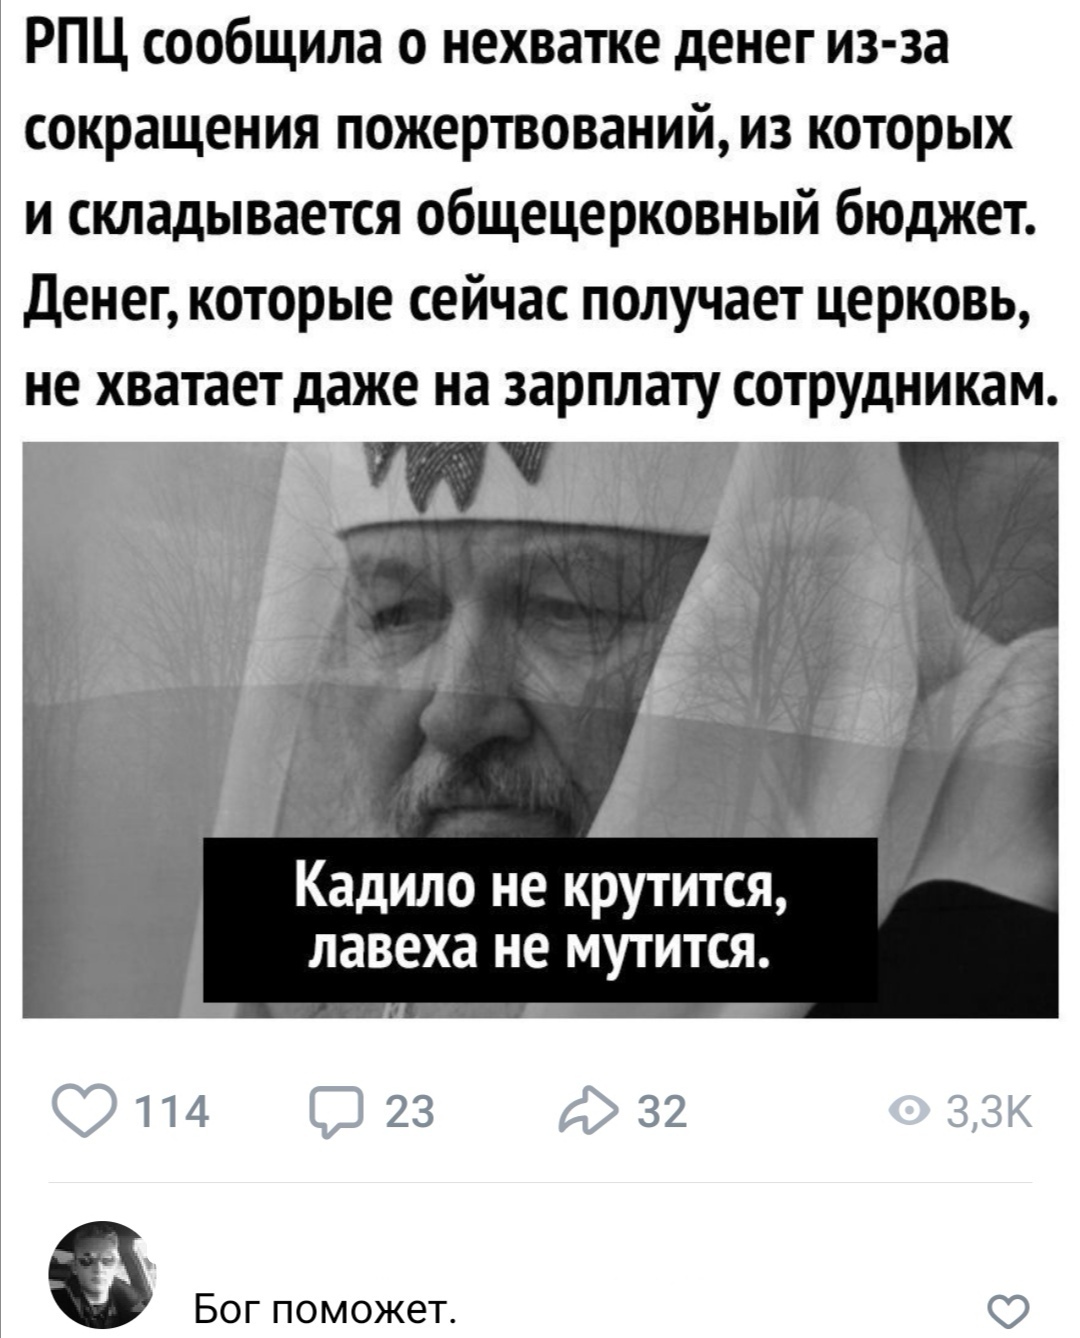 РПЦ сообщила о нехватке денег из-за
сокращения пожертвований, из которых
и складывается общецерковный бюджет.
Денег, которые сейчас получает церковь,
не хватает даже на зарплату сотрудникам.
Кадило не крутится,
лавеха не мутится.
114 23 32 3,3K
Бог поможет.